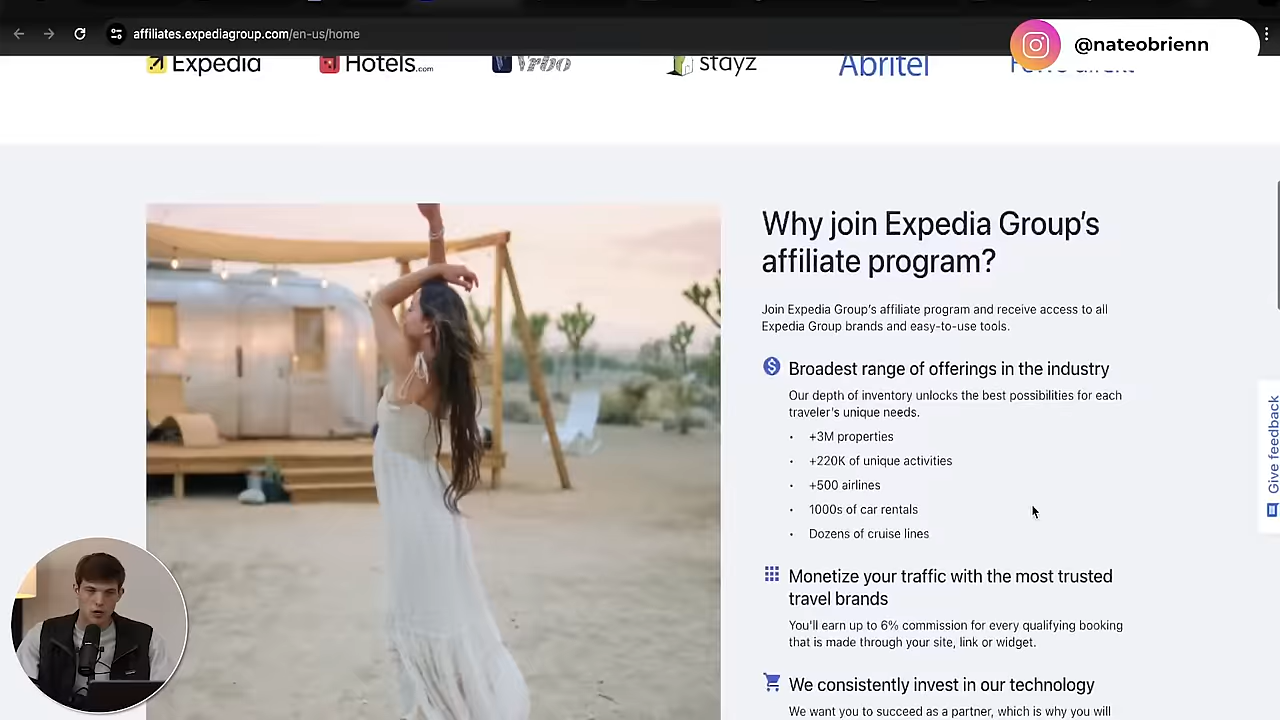 affiliates.expediagroup.com/en-us/home
@nateobrienn
Expedia
Hotels.com
Vrbo
stayz
Abritel
Why join Expedia Group's
affiliate program?
Join Expedia Group's affiliate program and receive access to all
Expedia Group brands and easy-to-use tools.
Broadest range of offerings in the industry
Our depth of inventory unlocks the best possibilities for each
traveler's unique needs.
• +3M properties
• +220K of unique activities
• +500 airlines
• 1000s of car rentals
• Dozens of cruise lines
Give feedback
Monetize your traffic with the most trusted
travel brands
You'll earn up to 6% commission for every qualifying booking
that is made through your site, link or widget.
We consistently invest in our technology
We want you to succeed as a partner, which is why you will